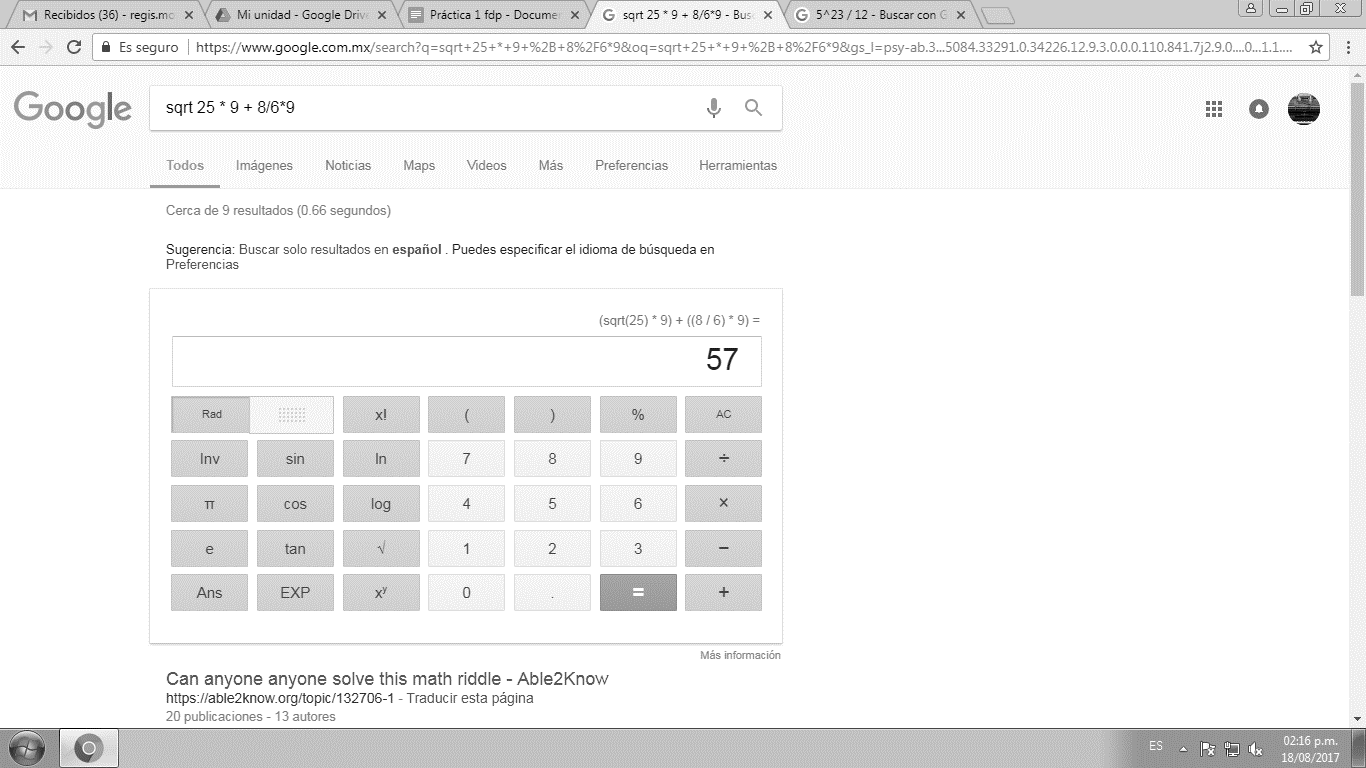 Recibidos (36) - regis.mo
Mi unidad - Google Drive
Práctica 1 fdp - Documen
sqrt 25 * 9 + 8/6*9 - Bus
5^23 / 12 - Buscar con G
Es seguro
https://www.google.com.mx/search?q=sqrt+25+*+9+%2B+8%2F6*9&oq=sqrt+25+*+9+%2B+8%2F6*9&gs_l=psy-ab.3...5084.33291.0.34226.12.9.3.0.0.0.110.841.7j2.9.0....0...1.1....
Google
sqrt 25 * 9 + 8/6*9
Todos Imágenes Noticias Maps Videos Más Preferencias Herramientas
Cerca de 9 resultados (0.66 segundos)
Sugerencia: Buscar solo resultados en español . Puedes especificar el idioma de búsqueda en
Preferencias
(sqrt(25) * 9) + ((8 / 6) * 9) =
57
Rad x! ( ) % AC
Inv sin ln 7 8 9 ÷
π cos log 4 5 6 ×
e tan √ 1 2 3 −
Ans EXP xʸ 0 . = +
Más información
Can anyone anyone solve this math riddle - Able2Know
https://able2know.org/topic/132706-1 - Traducir esta página
20 publicaciones - 13 autores
ES
02:16 p.m.
18/08/2017